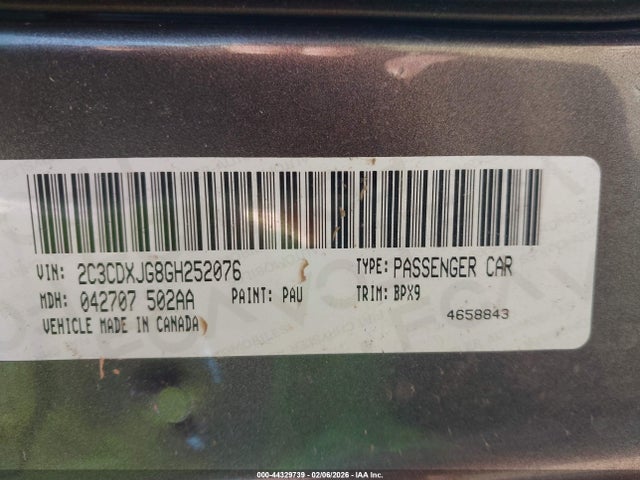 VIN: 2C3CDXJG8GH252076 TYPE: PASSENGER CAR
MDH: 042707 502AA PAINT: PAU TRIM: BPX9
VEHICLE MADE IN CANADA 4658843
000-44329739 - 02/06/2026 - IAA Inc.